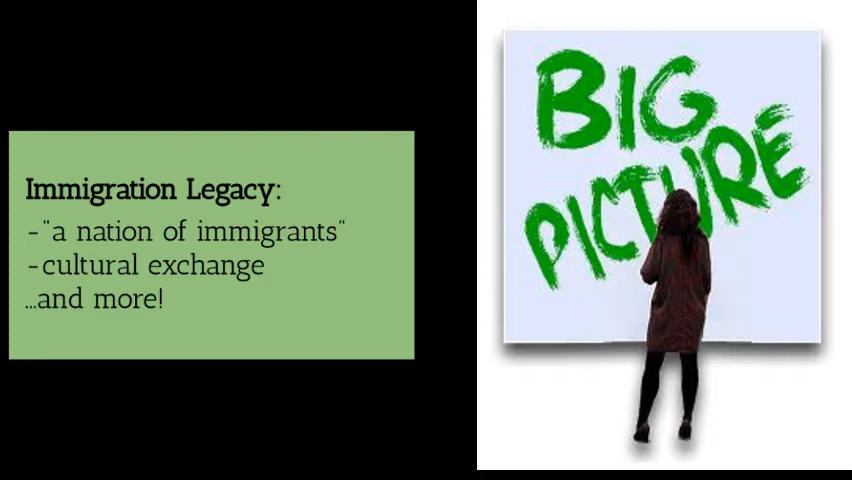 Immigration Legacy:
-"a nation of immigrants"
-cultural exchange
...and more!
BIG
PICTURE